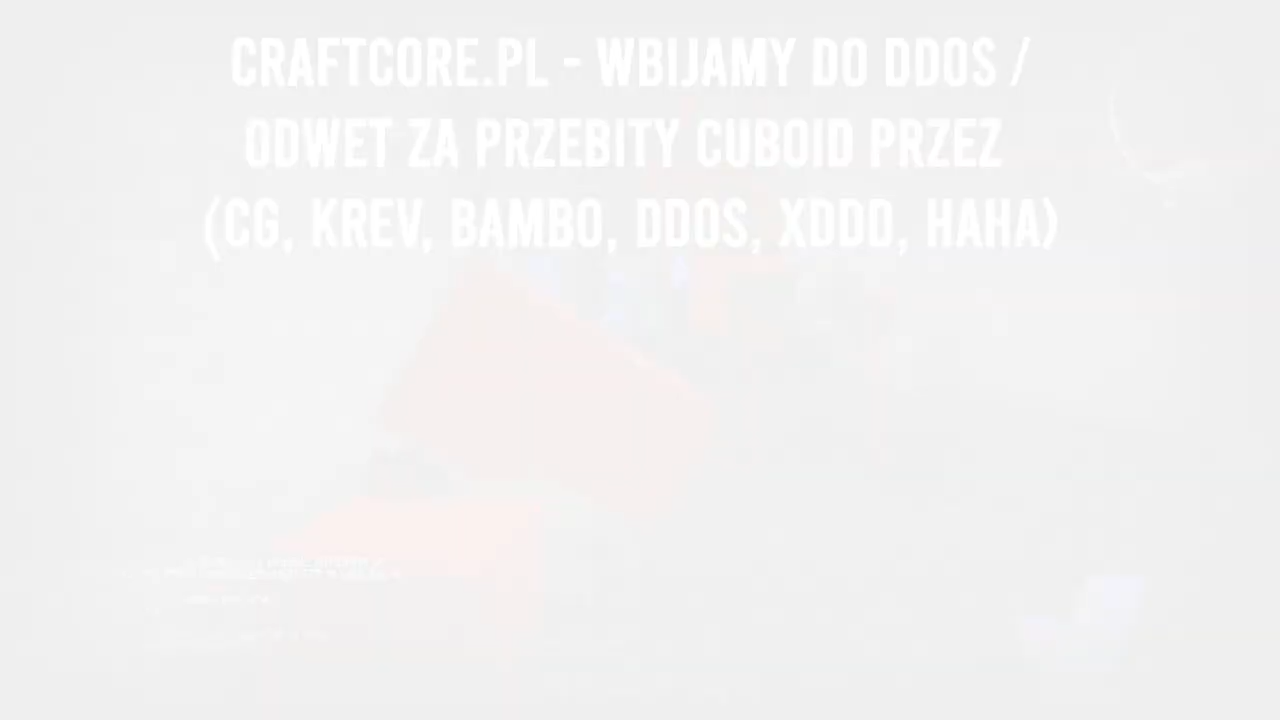 CRAFTCORE.PL - WBIJAMY DO DDOS /
ODWET ZA PRZEBITY CUBOID PRZEZ
(CG, KREV, BAMBO, DDOS, XDDD, HAHA)